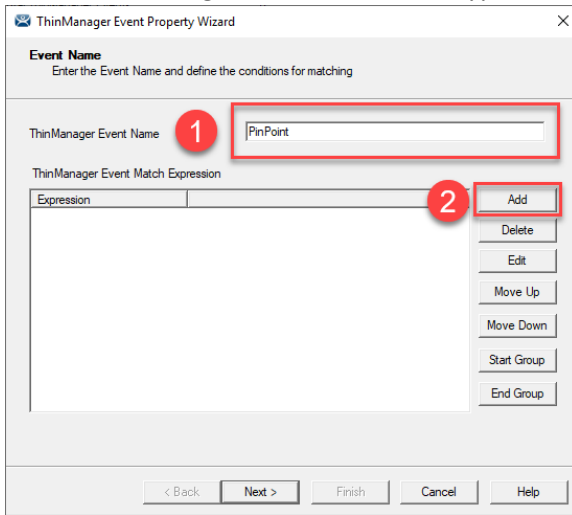 ThinManager Event Property Wizard
Event Name
Enter the Event Name and define the conditions for matching
ThinManager Event Name 1 PinPoint
ThinManager Event Match Expression
Expression 2 Add
Delete
Edit
Move Up
Move Down
Start Group
End Group
< Back Next > Finish Cancel Help